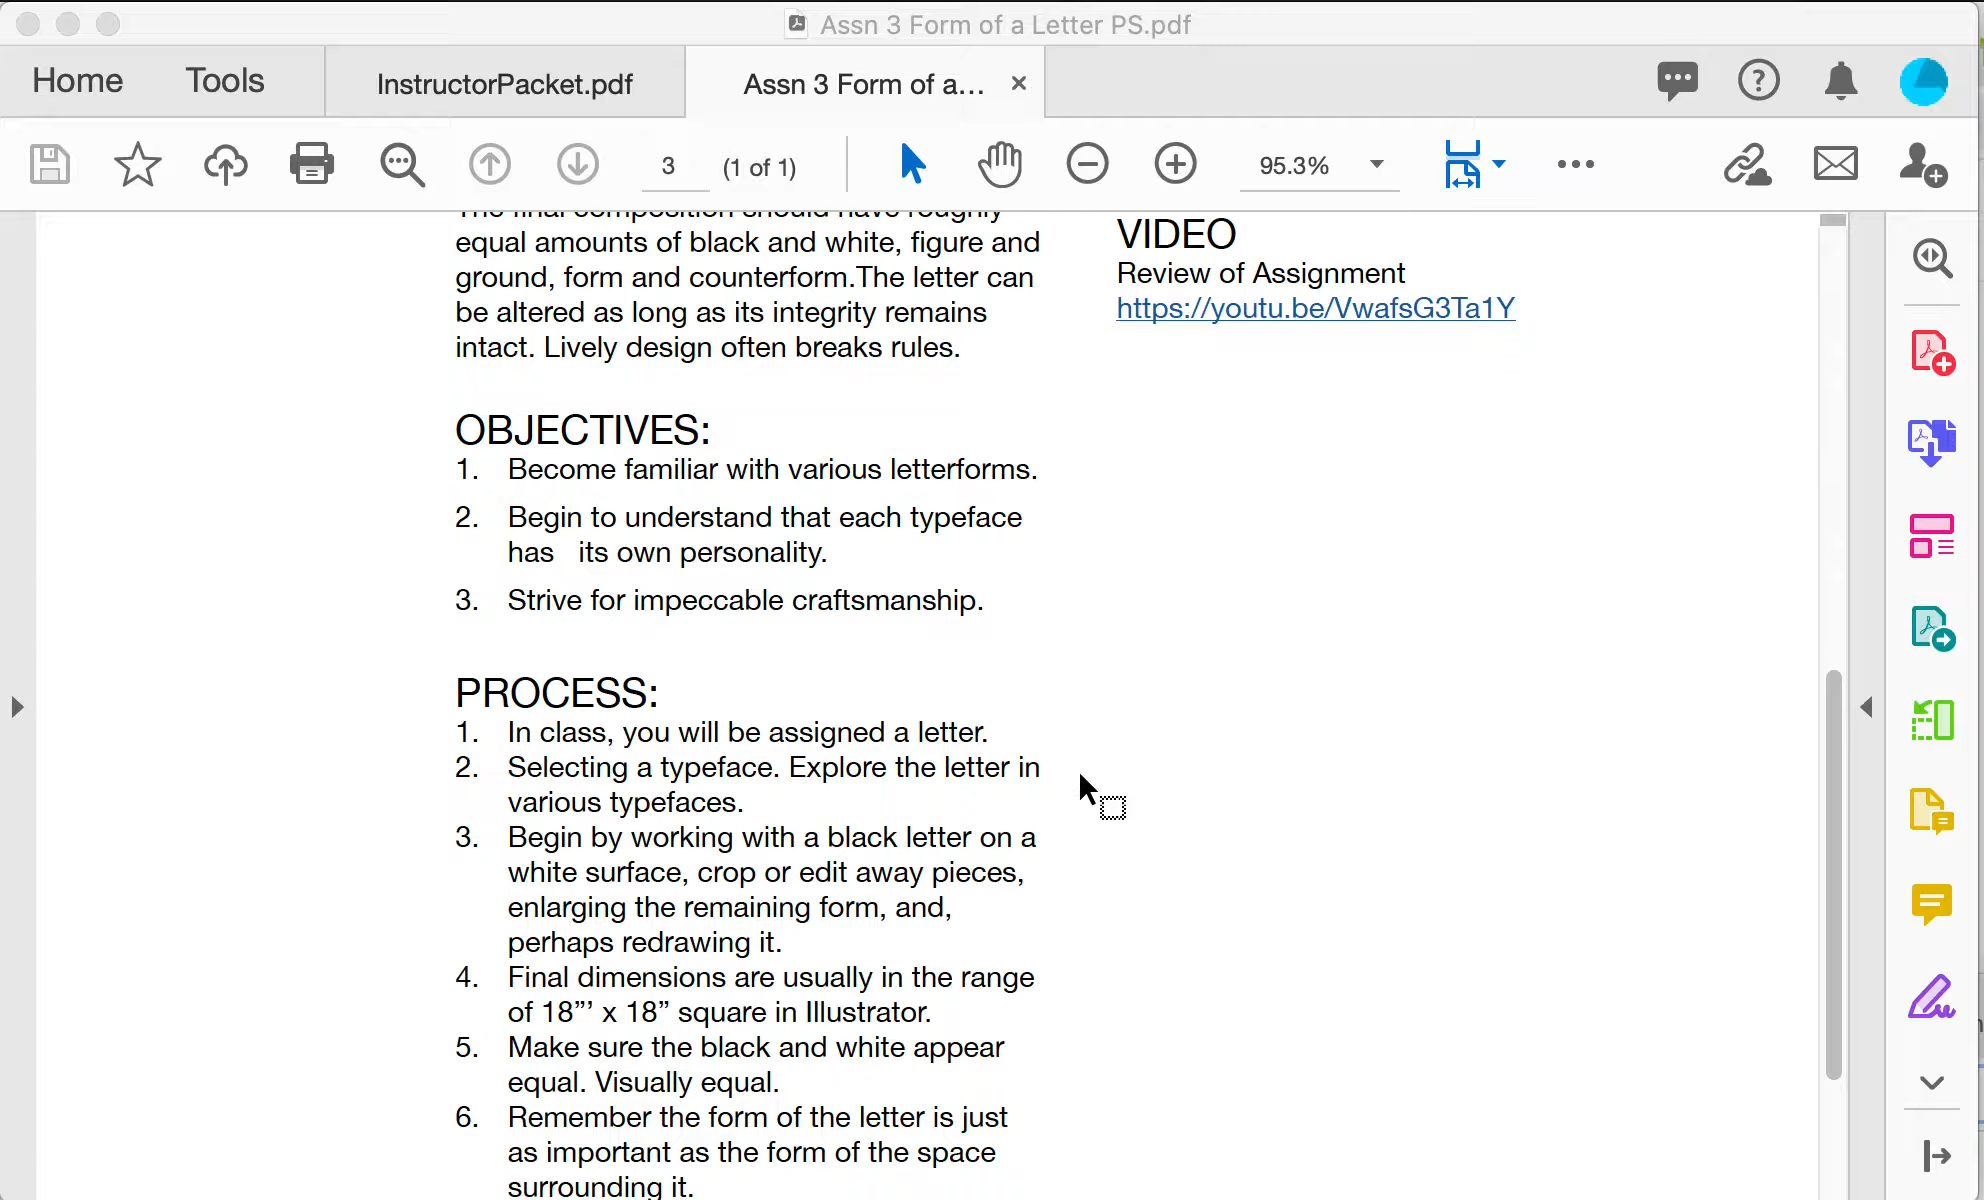 Assn 3 Form of a Letter PS.pdf
Home
Tools
InstructorPacket.pdf
Assn 3 Form of a...
3
(1 of 1)
95.3%
The final composition should have roughly
equal amounts of black and white, figure and
ground, form and counterform.The letter can
be altered as long as its integrity remains
intact. Lively design often breaks rules.
OBJECTIVES:
1. Become familiar with various letterforms.
2. Begin to understand that each typeface
has its own personality.
3. Strive for impeccable craftsmanship.
PROCESS:
1. In class, you will be assigned a letter.
2. Selecting a typeface. Explore the letter in
various typefaces.
3. Begin by working with a black letter on a
white surface, crop or edit away pieces,
enlarging the remaining form, and,
perhaps redrawing it.
4. Final dimensions are usually in the range
of 18”’ x 18” square in Illustrator.
5. Make sure the black and white appear
equal. Visually equal.
6. Remember the form of the letter is just
as important as the form of the space
surrounding it.
VIDEO
Review of Assignment
https://youtu.be/VwafsG3Ta1Y